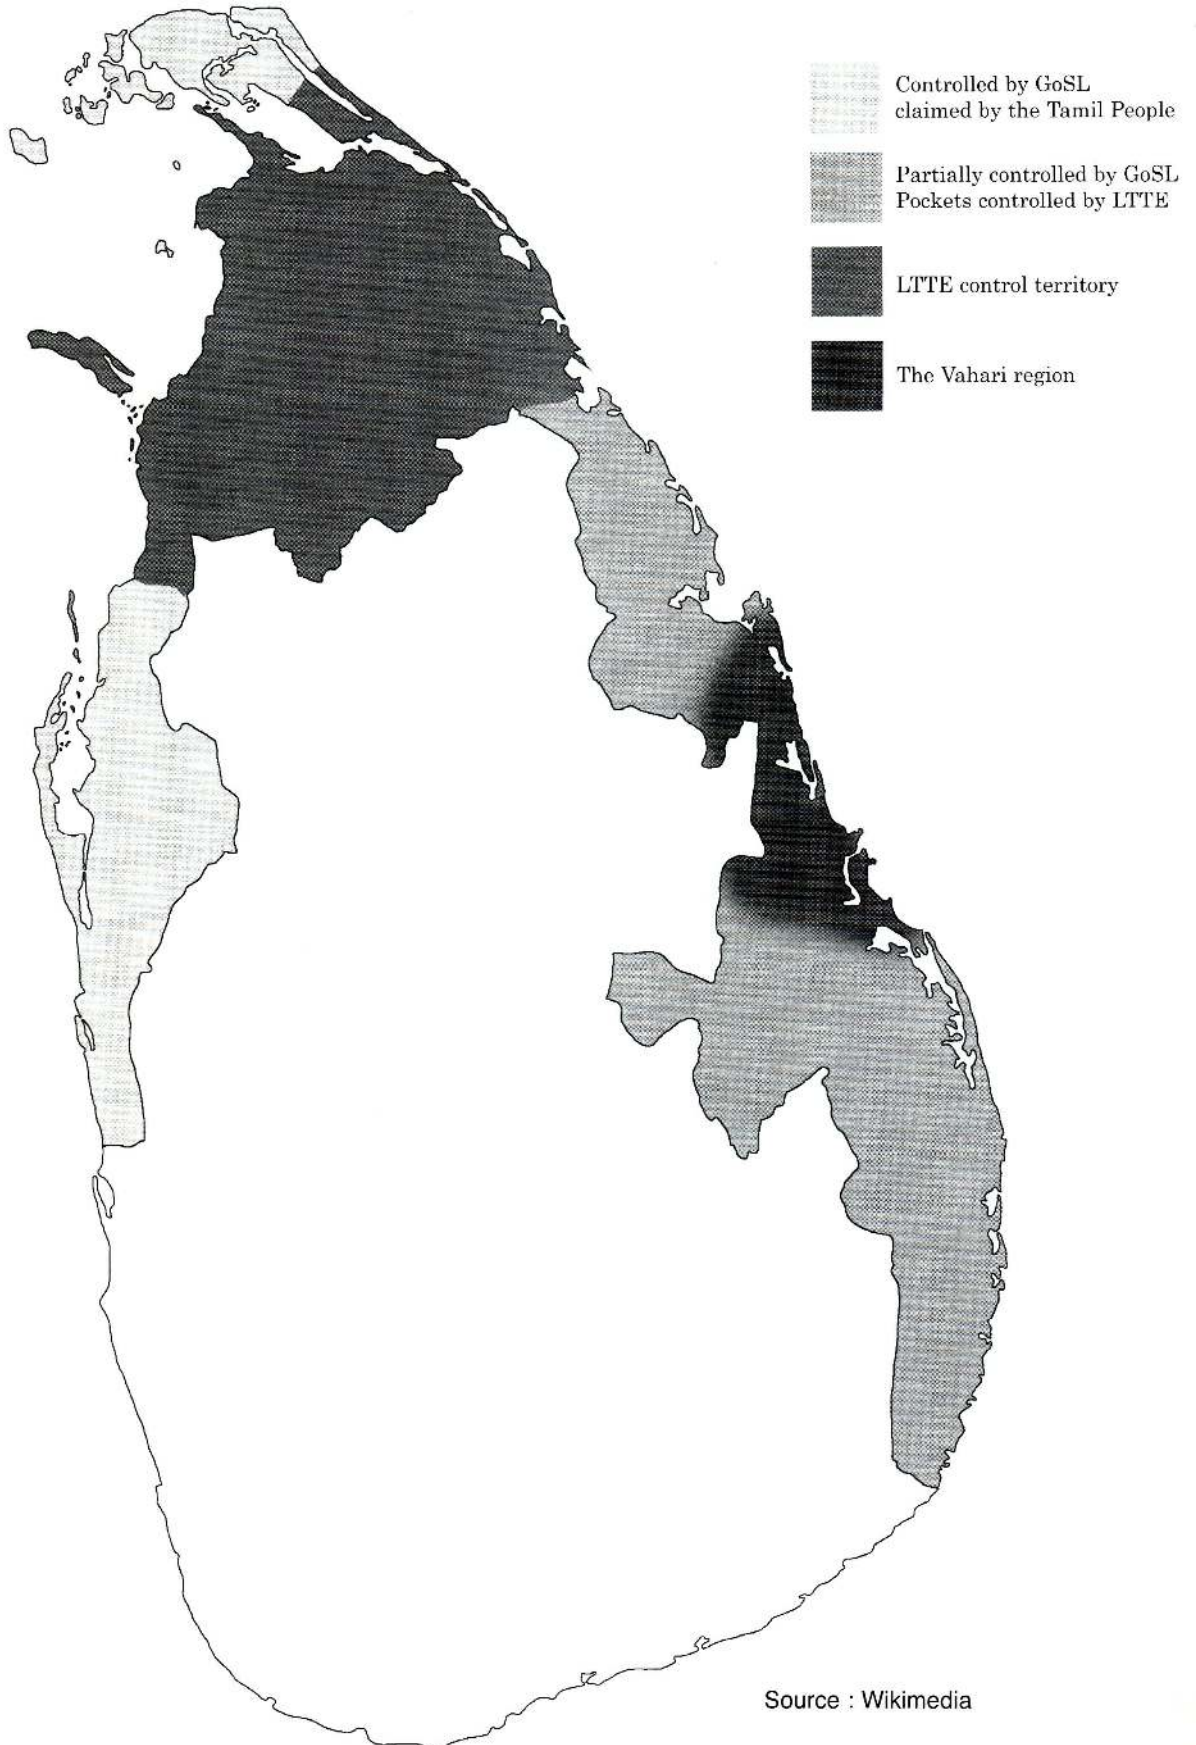 Controlled by GoSL
claimed by the Tamil People
Partially controlled by GoSL
Pockets controlled by LTTE
LTTE control territory
The Vahari region
Source : Wikimedia